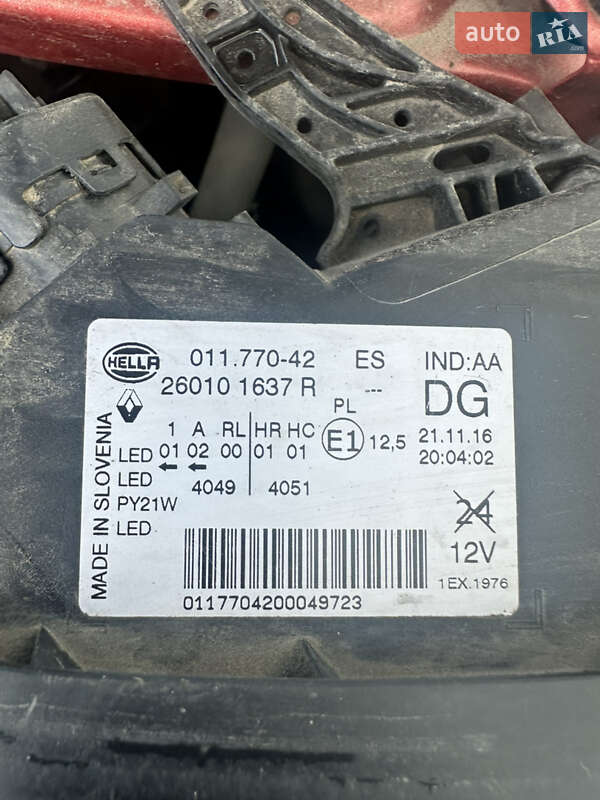 auto RIA.com
HELLA 011.770-42 ES IND:AA
26010 1637 R --- DG
PL
1 A RL HR HC E1 12,5 21.11.16
LED 01 02 00 01 01 20:04:02
LED 4049 4051
PY21W
LED
24
12V
1EX.1976
MADE IN SLOVENIA
0117704200049723